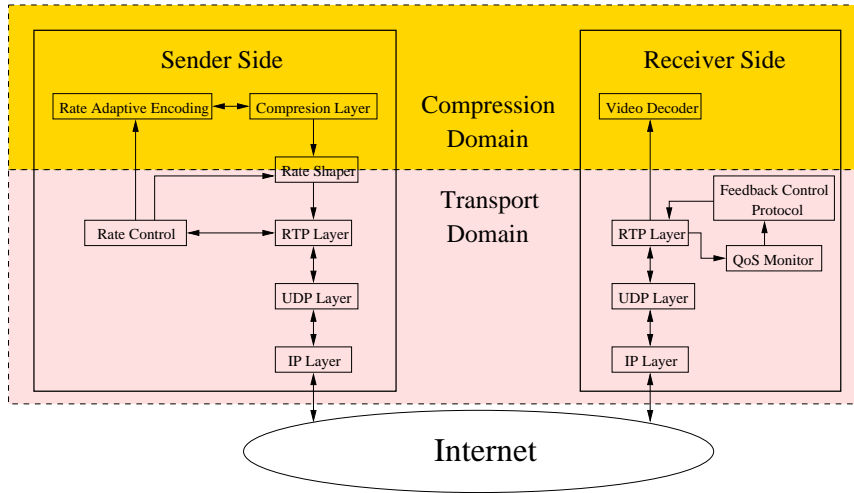 Sender Side
Receiver Side
Rate Adaptive Encoding
Compresion Layer
Compression
Domain
Video Decoder
Rate Shaper
Transport
Domain
Feedback Control
Protocol
Rate Control
RTP Layer
RTP Layer
QoS Monitor
UDP Layer
UDP Layer
IP Layer
IP Layer
Internet